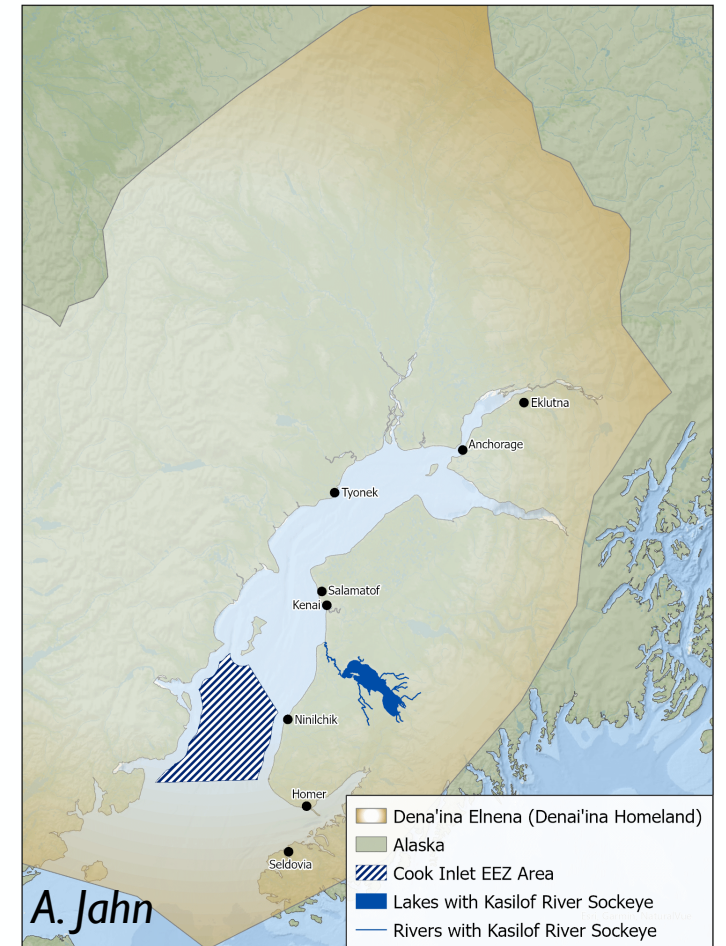 Eklutna
Anchorage
Tyonek
Salamatof
Kenai
Ninilchik
Homer
Seldovia
Dena'ina Elnena (Denai'ina Homeland)
Alaska
Cook Inlet EEZ Area
Lakes with Kasilof River Sockeye
Rivers with Kasilof River Sockeye
A. Jahn